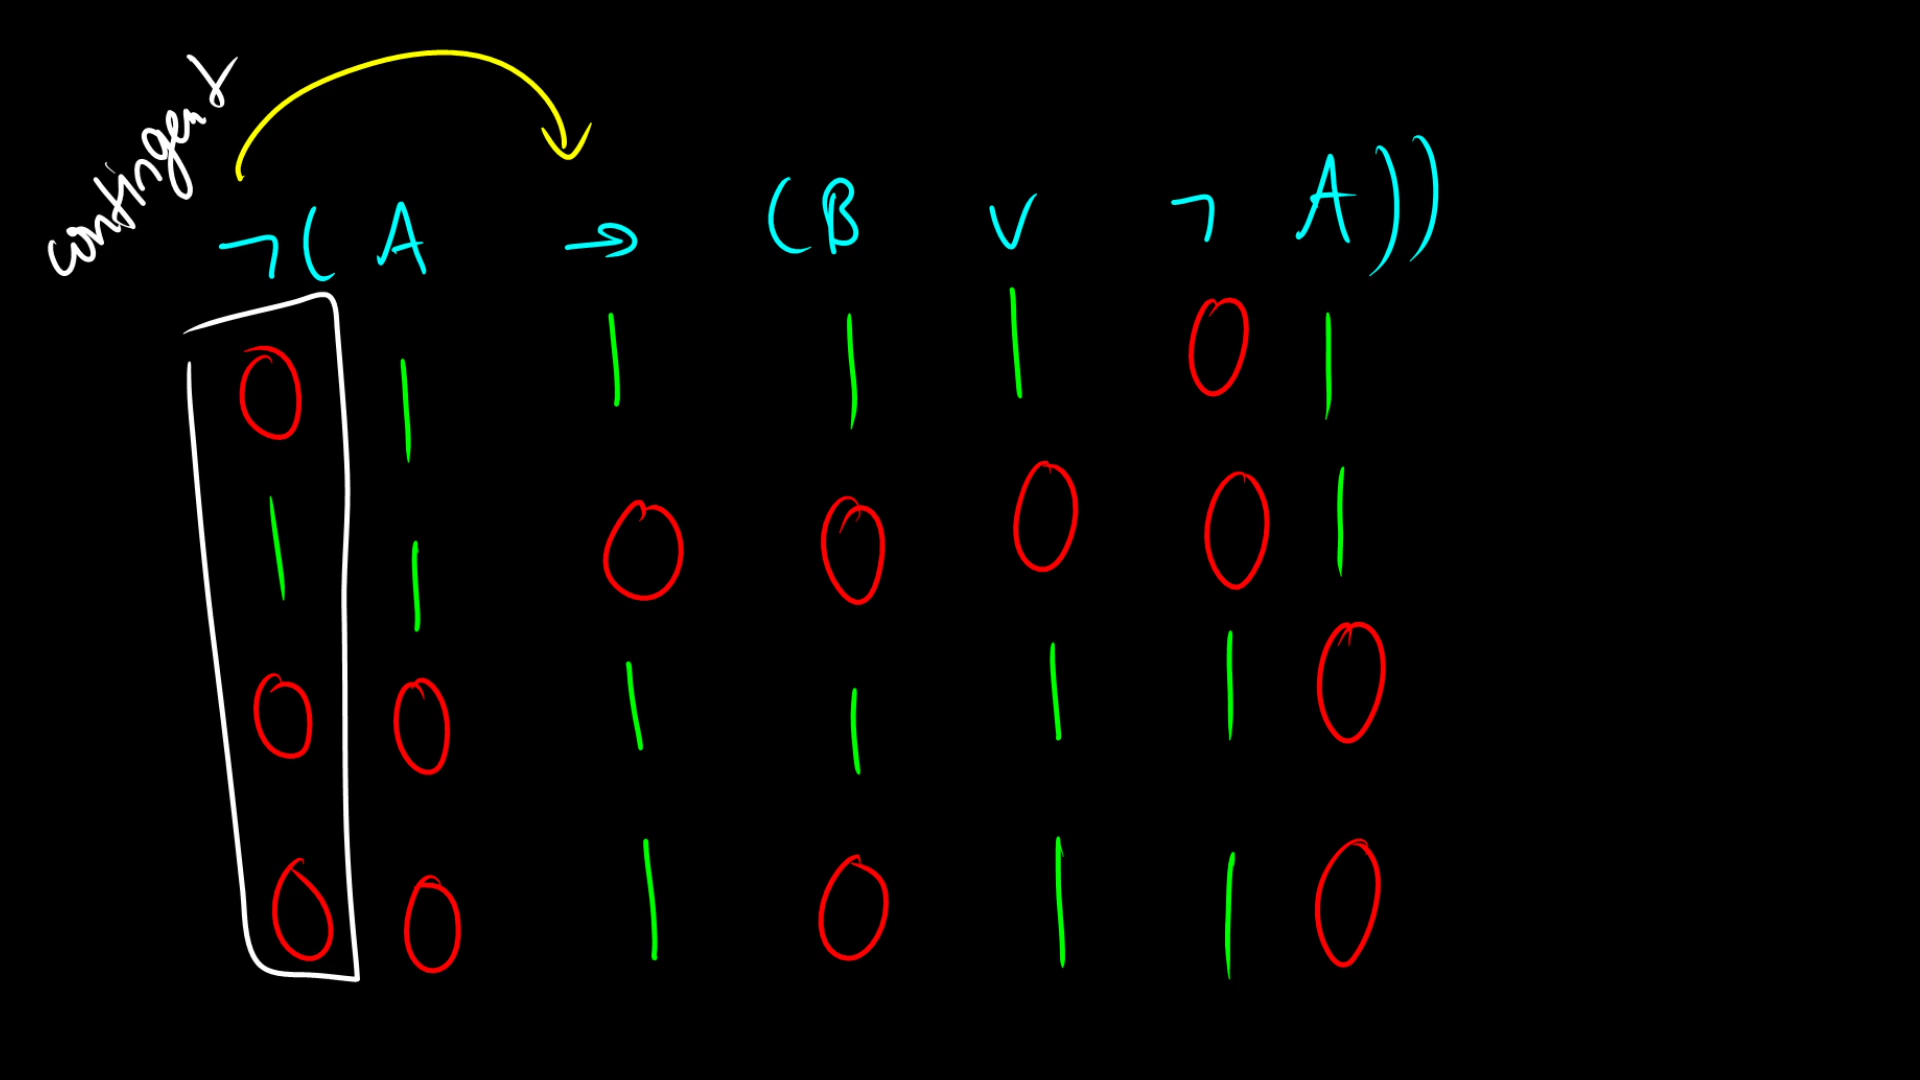 contingency
¬(A → (B ∨ ¬ A))
0 1 1 1 1 0 1
1 1 0 0 0 0 1
0 0 1 1 1 1 0
0 0 1 0 1 1 0